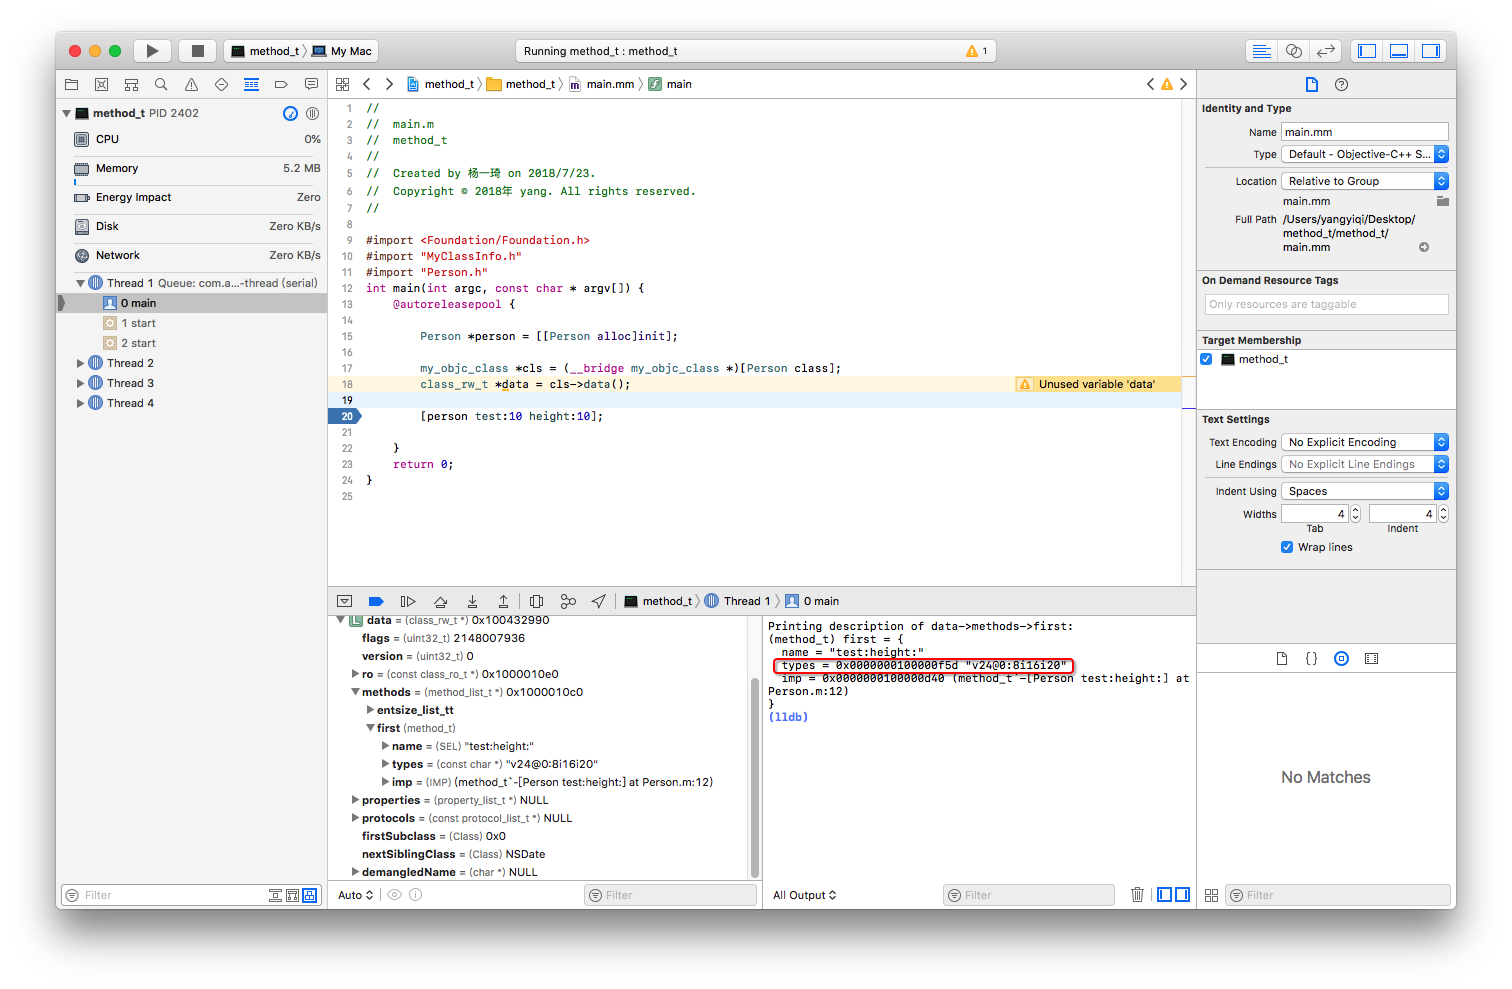 method_t 〉 My Mac
Running method_t : method_t
1
method_t PID 2402
CPU 0%
Memory 5.2 MB
Energy Impact Zero
Disk Zero KB/s
Network Zero KB/s
Thread 1 Queue: com.a...-thread (serial)
0 main
1 start
2 start
Thread 2
Thread 3
Thread 4
Filter
method_t 〉 method_t 〉 main.mm 〉 main
1 //
2 //  main.m
3 //  method_t
4 //
5 //  Created by 杨一琦 on 2018/7/23.
6 //  Copyright © 2018年 yang. All rights reserved.
7 //
8
9 #import <Foundation/Foundation.h>
10 #import "MyClassInfo.h"
11 #import "Person.h"
12 int main(int argc, const char * argv[]) {
13     @autoreleasepool {
14
15         Person *person = [[Person alloc]init];
16
17         my_objc_class *cls = (__bridge my_objc_class *)[Person class];
18         class_rw_t *data = cls->data(); Unused variable 'data'
19
20         [person test:10 height:10];
21
22     }
23     return 0;
24 }
25
method_t 〉 Thread 1 〉 0 main
data = (class_rw_t *) 0x100432990
flags = (uint32_t) 2148007936
version = (uint32_t) 0
ro = (const class_ro_t *) 0x1000010e0
methods = (method_list_t *) 0x1000010c0
entsize_list_tt
first (method_t)
name = (SEL) "test:height:"
types = (const char *) "v24@0:8i16i20"
imp = (IMP) (method_t`-[Person test:height:] at Person.m:12)
properties = (property_list_t *) NULL
protocols = (const protocol_list_t *) NULL
firstSubclass = (Class) 0x0
nextSiblingClass = (Class) NSDate
demangledName = (char *) NULL
Auto
Filter
Printing description of data->methods->first:
(method_t) first = {
  name = "test:height:"
  types = 0x0000000100000f5d "v24@0:8i16i20"
  imp = 0x0000000100000d40 (method_t`-[Person test:height:] at
Person.m:12)
}
(lldb)
All Output
Filter
Identity and Type
Name main.mm
Type Default - Objective-C++ S...
Location Relative to Group
main.mm
Full Path /Users/yangyiqi/Desktop/
method_t/method_t/
main.mm
On Demand Resource Tags
Only resources are taggable
Target Membership
method_t
Text Settings
Text Encoding No Explicit Encoding
Line Endings No Explicit Line Endings
Indent Using Spaces
Widths 4 4
Tab Indent
Wrap lines
No Matches
Filter